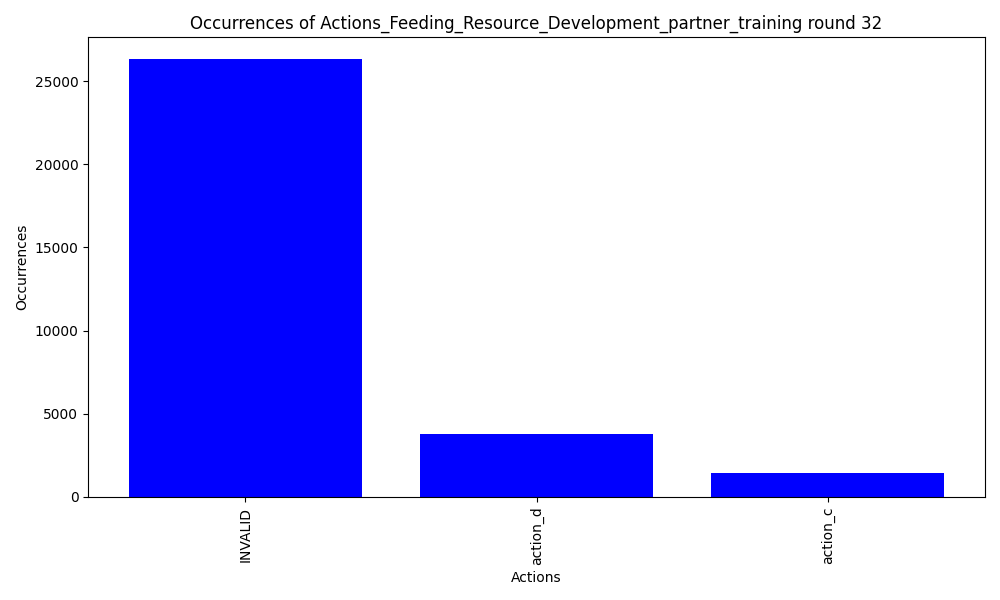 Occurrences of Actions_Feeding_Resource_Development_partner_training round 32
Occurrences
25000
20000
15000
10000
5000
0
INVALID
action_d
action_c
Actions